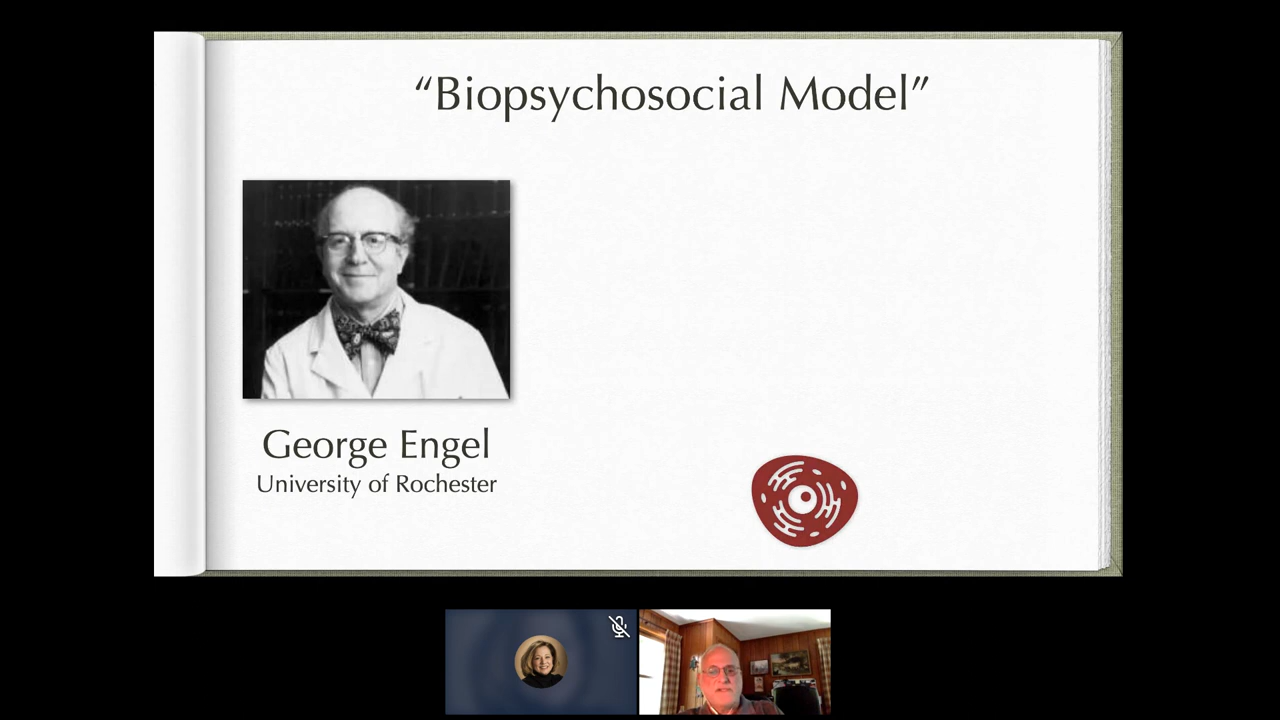 “Biopsychosocial Model”
George Engel
University of Rochester